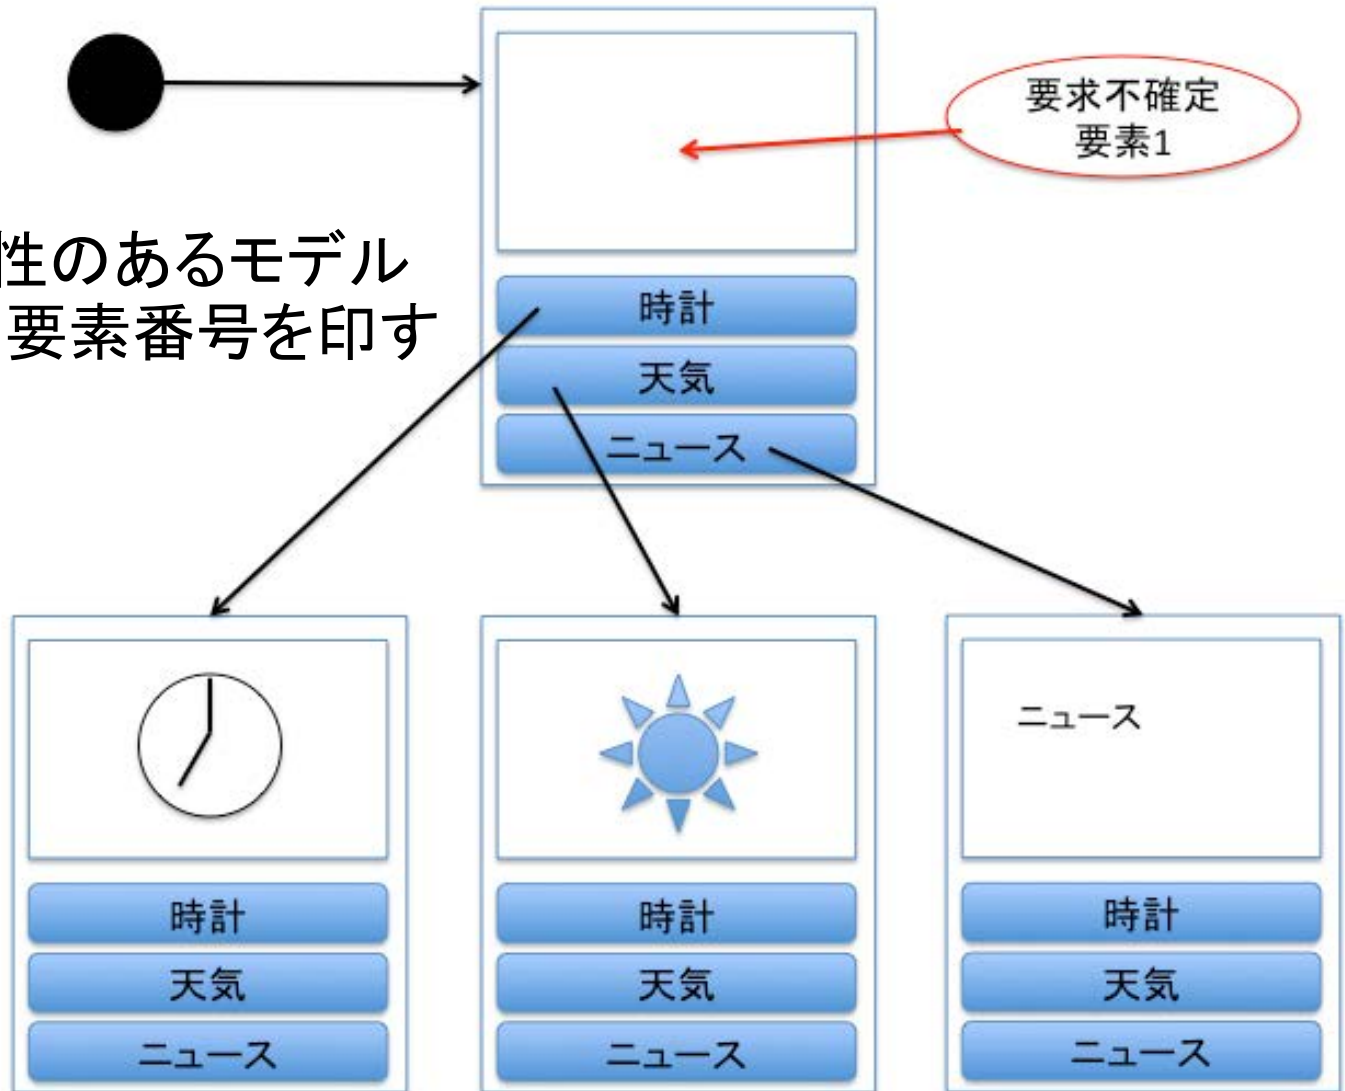 要求不確定
要素1
性のあるモデル
要素番号を印す
時計
天気
ニュース
ニュース
時計
天気
ニュース
時計
天気
ニュース
時計
天気
ニュース